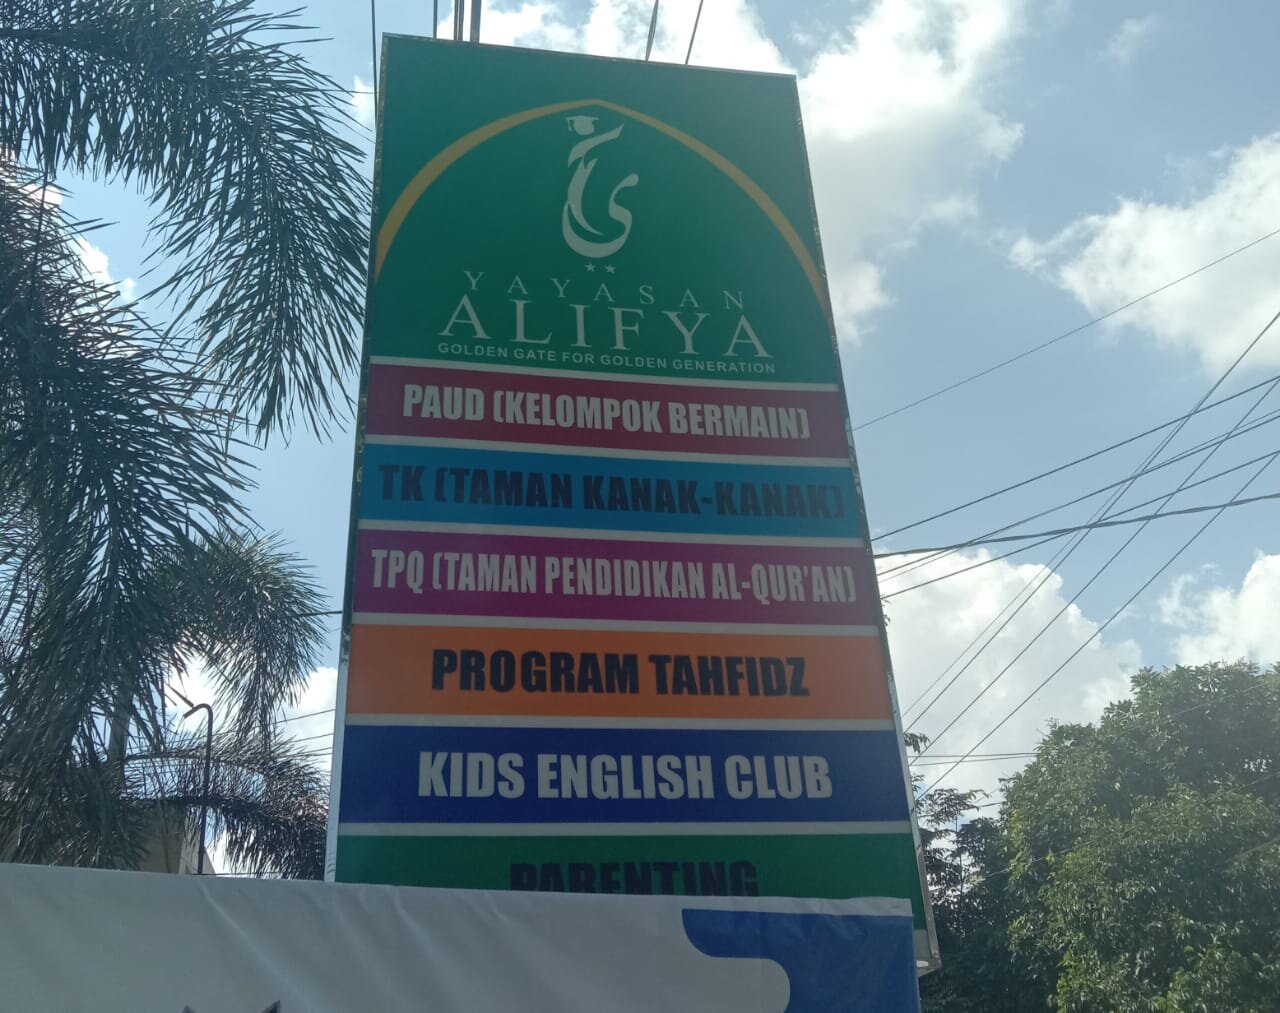 YAYASAN
ALIFYA
GOLDEN GATE FOR GOLDEN GENERATION
PAUD (KELOMPOK BERMAIN)
TK (TAMAN KANAK-KANAK)
TPQ (TAMAN PENDIDIKAN AL-QUR'AN)
PROGRAM TAHFIDZ
KIDS ENGLISH CLUB
PARENTING